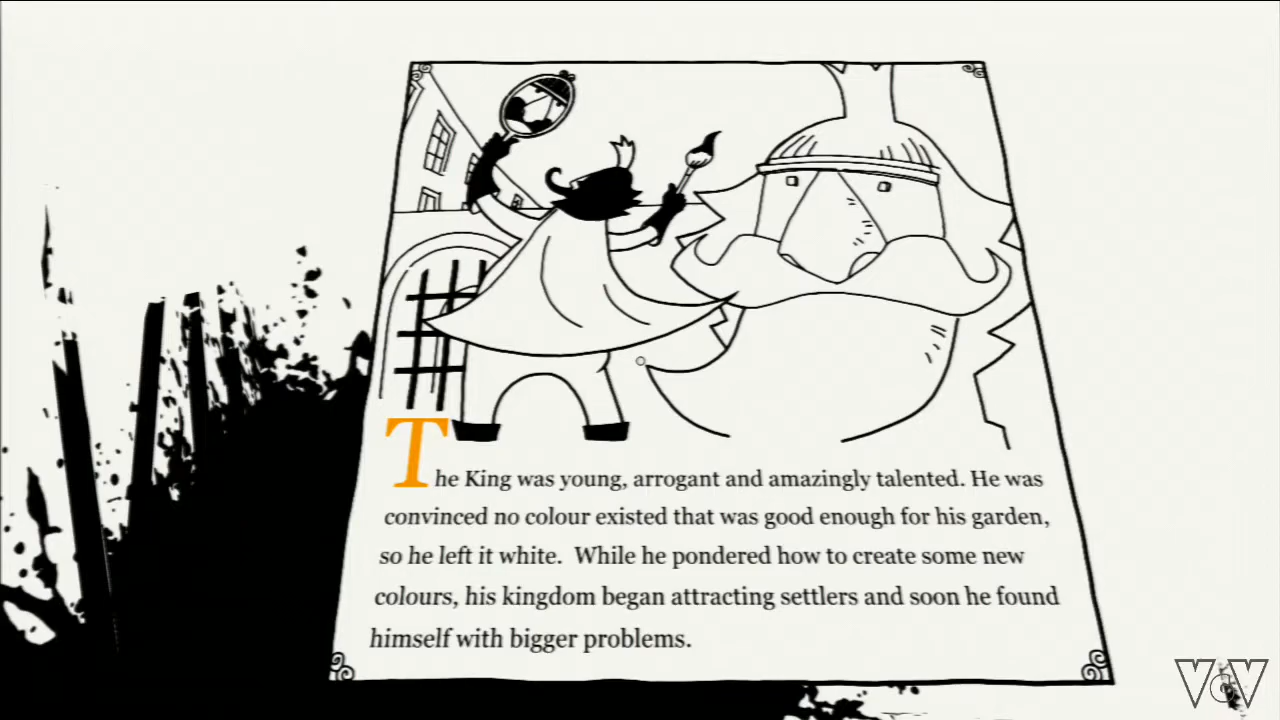 The King was young, arrogant and amazingly talented. He was
convinced no colour existed that was good enough for his garden,
so he left it white.  While he pondered how to create some new
colours, his kingdom began attracting settlers and soon he found
himself with bigger problems.
VGV